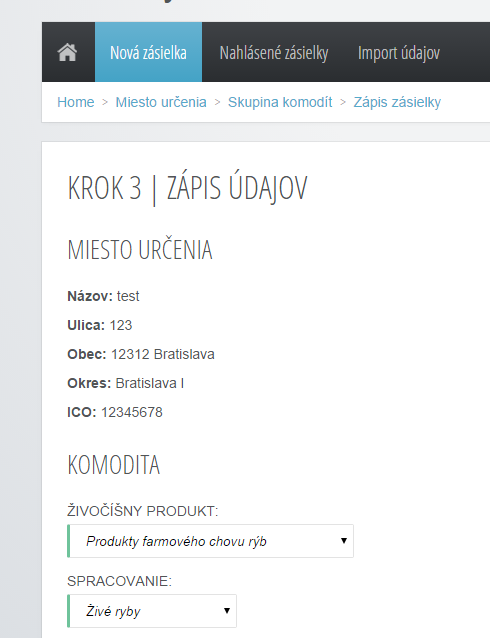 Nová zásielka Nahlásené zásielky Import údajov
Home > Miesto určenia > Skupina komodít > Zápis zásielky
KROK 3 | ZÁPIS ÚDAJOV
MIESTO URČENIA
Názov: test
Ulica: 123
Obec: 12312 Bratislava
Okres: Bratislava I
ICO: 12345678
KOMODITA
ŽIVOČÍŠNY PRODUKT:
Produkty farmového chovu rýb
SPRACOVANIE:
Živé ryby